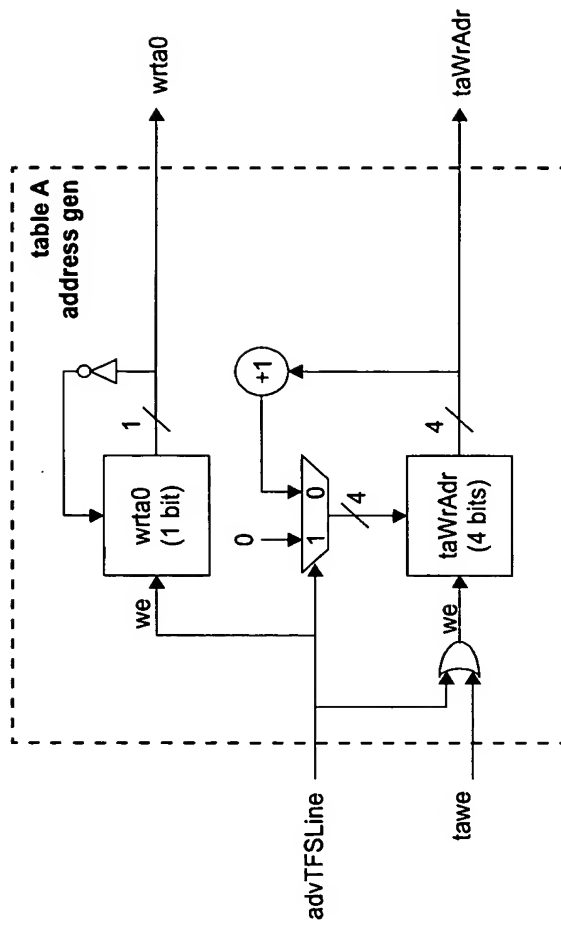 table A
address gen
wrta0
1
wrta0
(1 bit)
we
+1
0
1 0
4
4
taWrAdr
taWrAdr
(4 bits)
we
advTFSLine
tawe